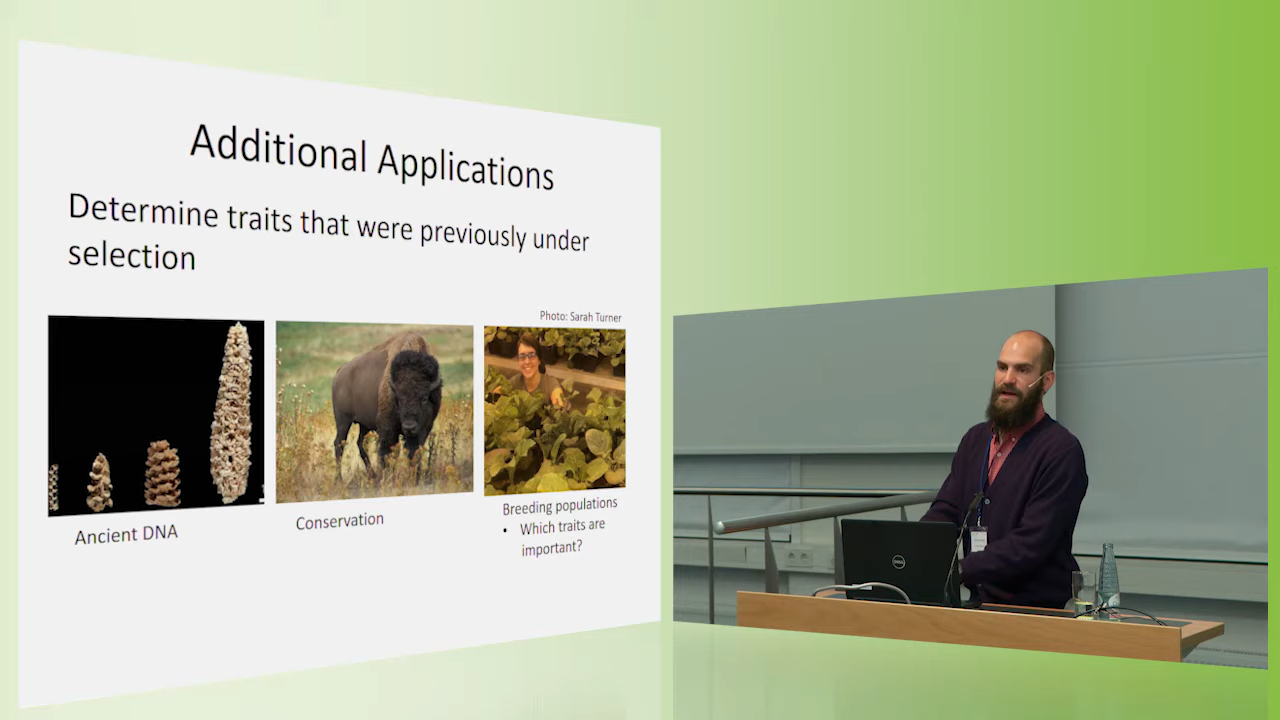 Additional Applications
Determine traits that were previously under
selection
Photo: Sarah Turner
Ancient DNA
Conservation
Breeding populations
• Which traits are
important?
DELL